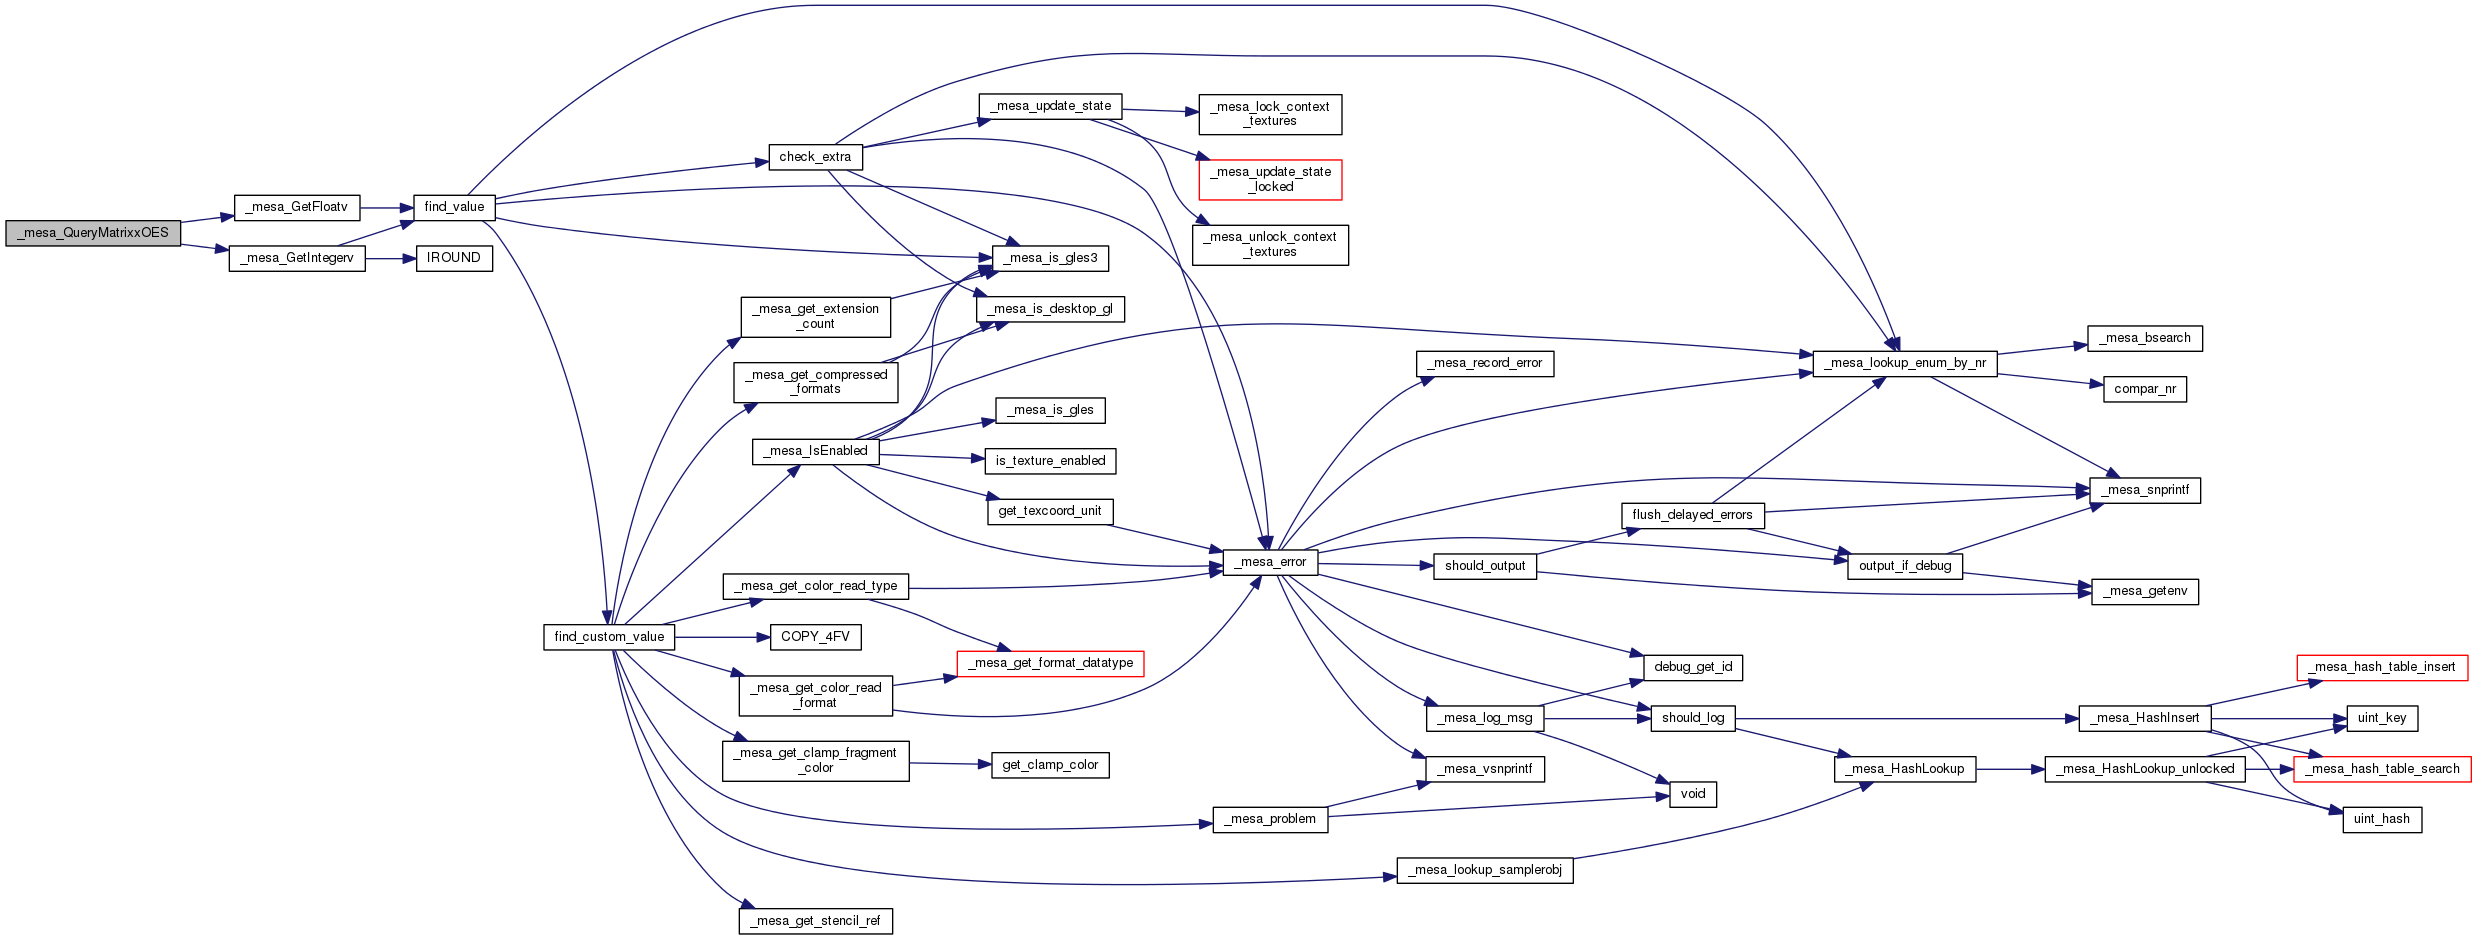 _mesa_QueryMatrixxOES
_mesa_GetFloatv
_mesa_GetIntegerv
find_value
IROUND
find_custom_value
check_extra
_mesa_get_extension
_count
_mesa_get_compressed
_formats
_mesa_IsEnabled
_mesa_get_color_read_type
COPY_4FV
_mesa_get_color_read
_format
_mesa_get_clamp_fragment
_color
_mesa_get_stencil_ref
_mesa_update_state
_mesa_is_gles3
_mesa_is_desktop_gl
_mesa_is_gles
is_texture_enabled
get_texcoord_unit
_mesa_get_format_datatype
get_clamp_color
_mesa_lock_context
_textures
_mesa_update_state
_locked
_mesa_unlock_context
_textures
_mesa_error
_mesa_problem
_mesa_record_error
should_output
_mesa_log_msg
_mesa_vsnprintf
_mesa_lookup_samplerobj
flush_delayed_errors
debug_get_id
should_log
void
_mesa_lookup_enum_by_nr
output_if_debug
_mesa_HashLookup
_mesa_bsearch
compar_nr
_mesa_snprintf
_mesa_getenv
_mesa_HashInsert
_mesa_HashLookup_unlocked
_mesa_hash_table_insert
uint_key
_mesa_hash_table_search
uint_hash